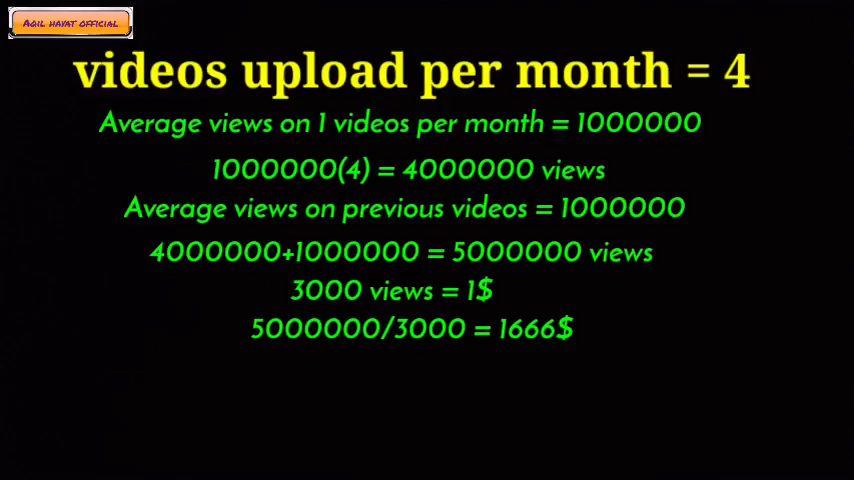 Aqil hayat official
videos upload per month = 4
Average views on 1 videos per month = 1000000
1000000(4) = 4000000 views
Average views on previous videos = 1000000
4000000+1000000 = 5000000 views
3000 views = 1$
5000000/3000 = 1666$